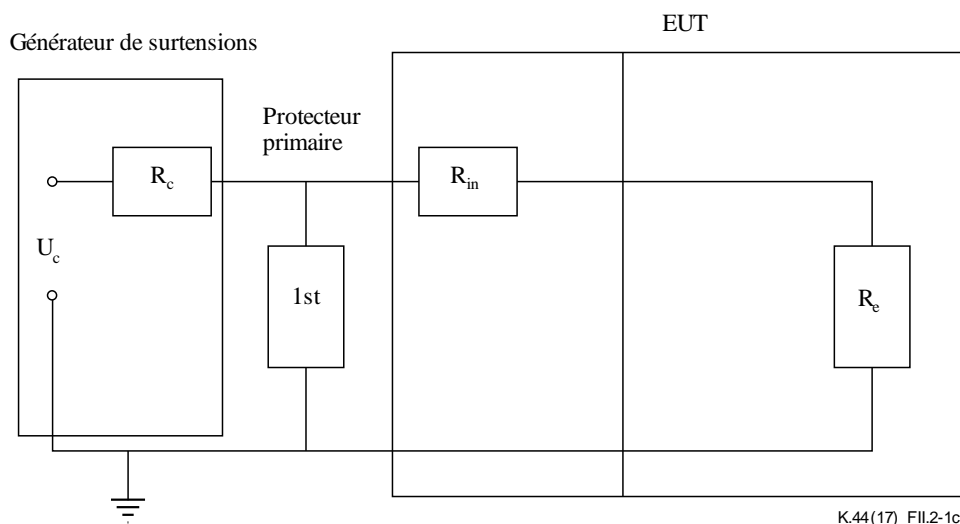 EUT
Générateur de surtensions
Protecteur
primaire
R_c
R_in
U_c
1st
R_e
K.44(17)_FII.2-1c